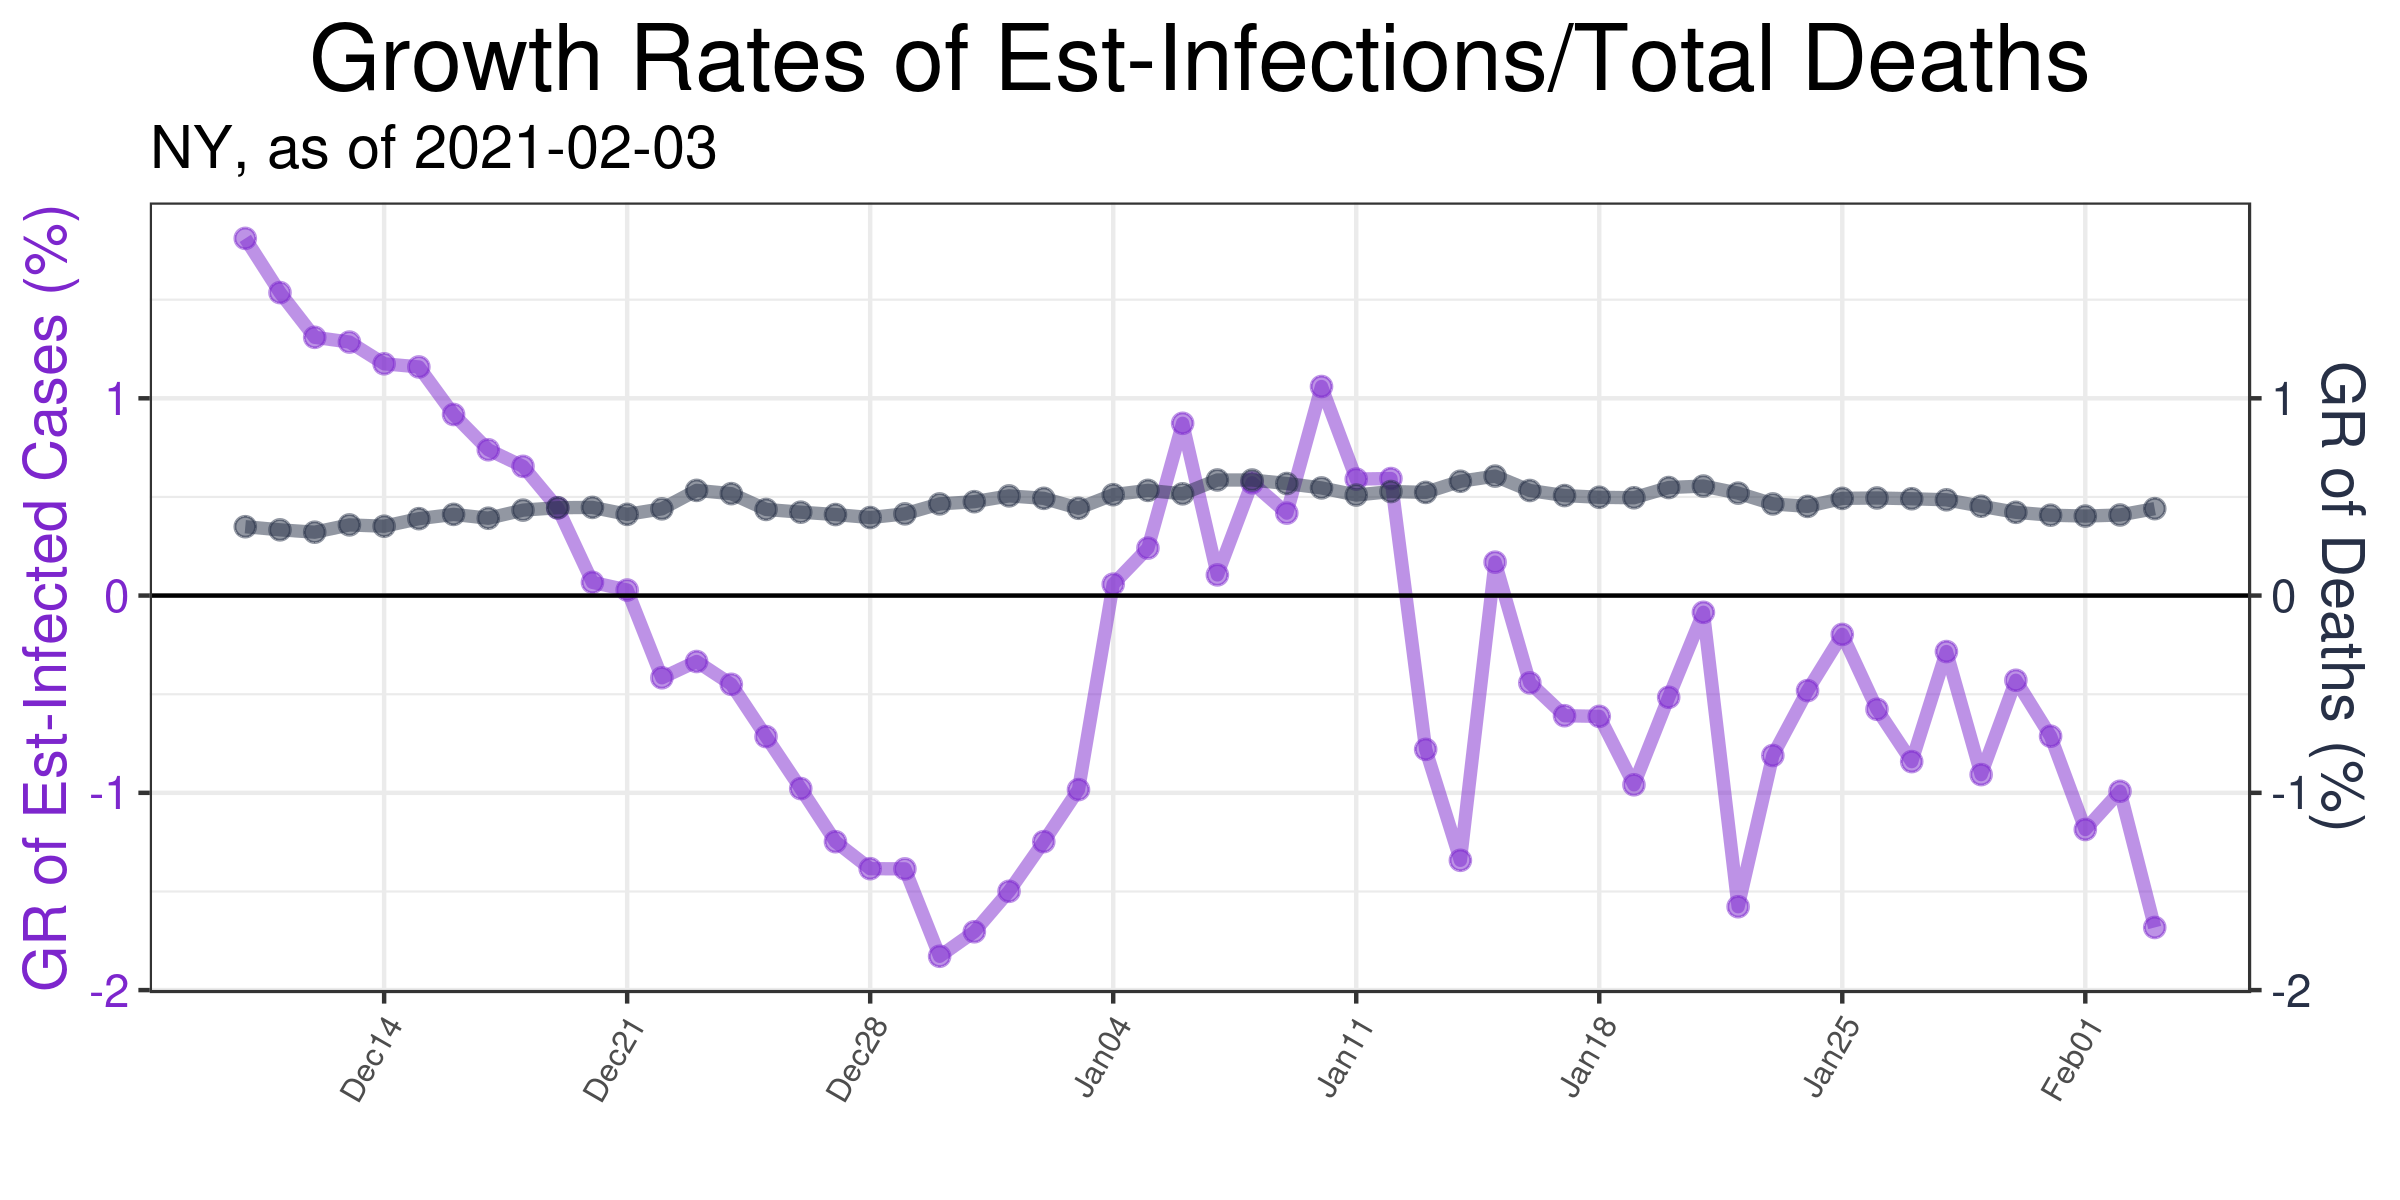 Growth Rates of Est-Infections/Total Deaths
NY, as of 2021-02-03
GR of Est-Infected Cases (%)
1
0
-1
-2
1
0
-1
-2
GR of Deaths (%)
Dec14
Dec21
Dec28
Jan04
Jan11
Jan18
Jan25
Feb01